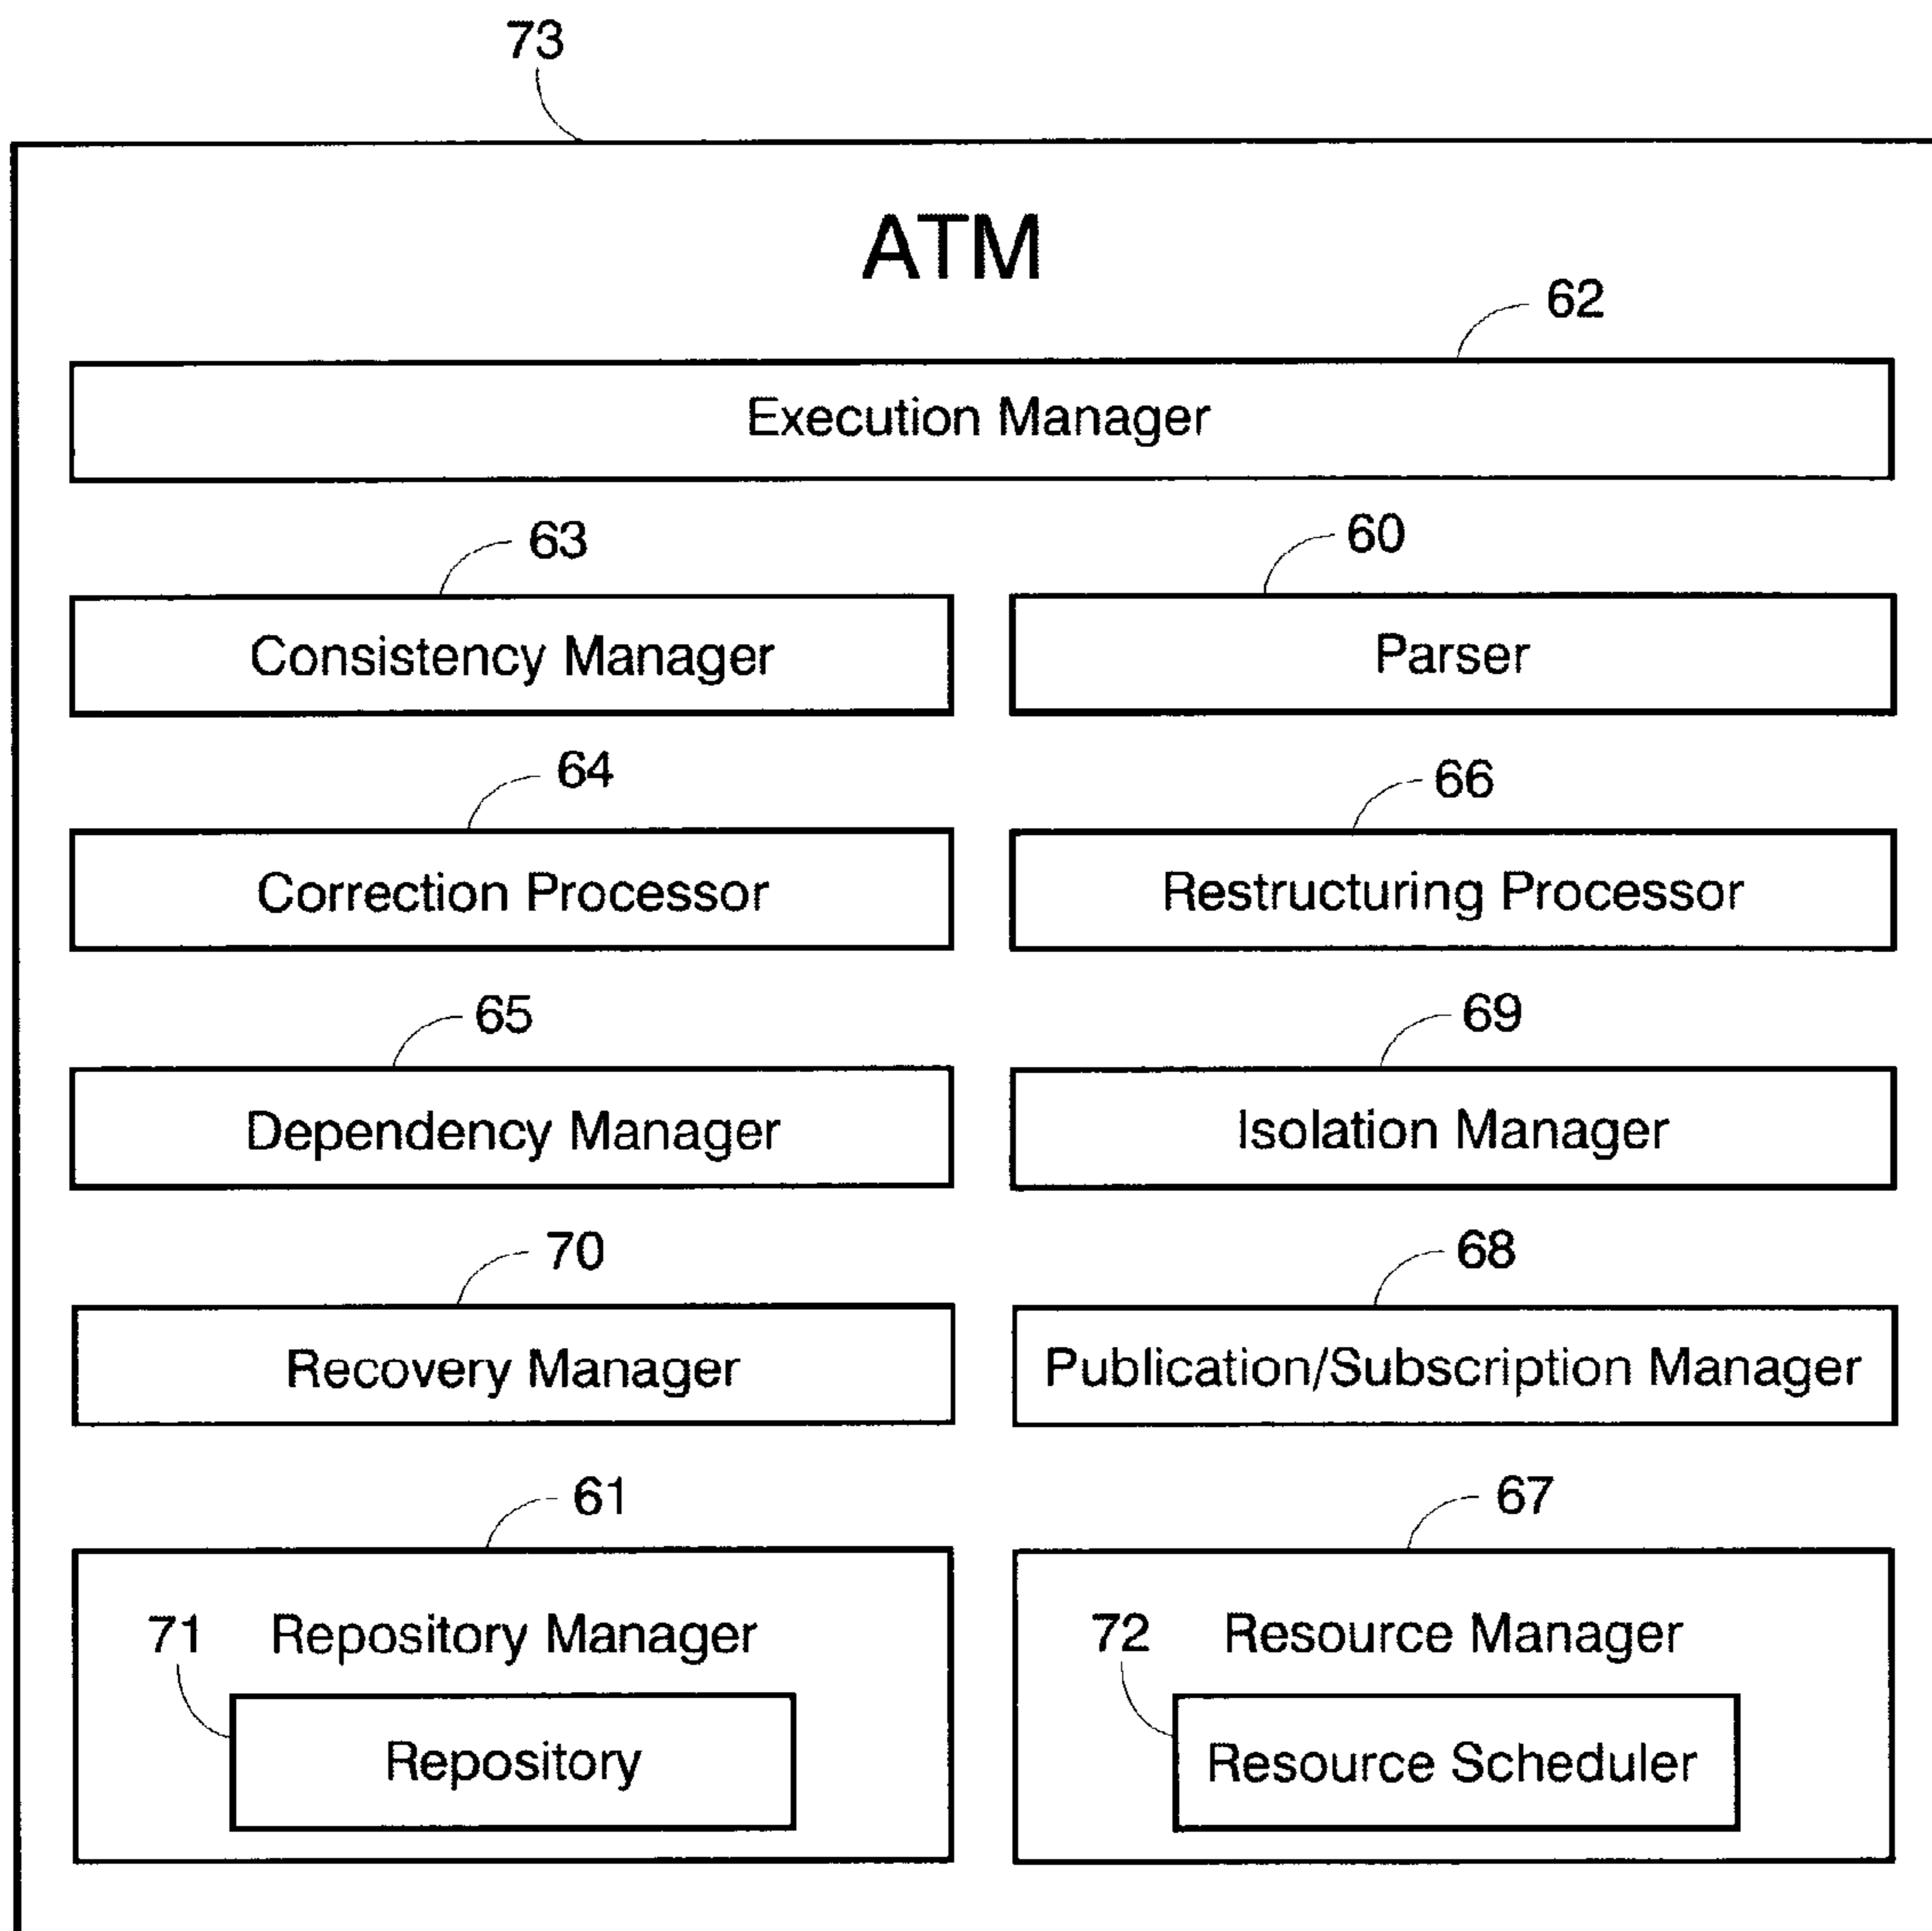 73
ATM
62
Execution Manager
63
60
Consistency Manager
Parser
64
66
Correction Processor
Restructuring Processor
65
69
Dependency Manager
Isolation Manager
70
68
Recovery Manager
Publication/Subscription Manager
61
67
71
Repository Manager
72
Resource Manager
Repository
Resource Scheduler